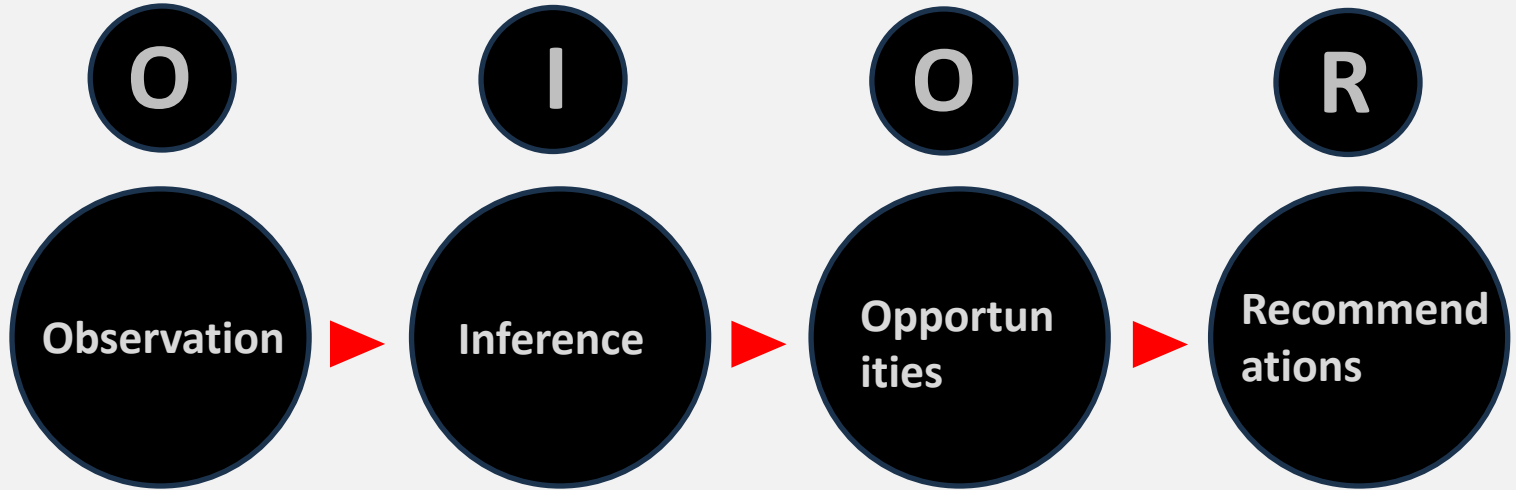 O
I
O
R
Observation
Inference
Opportun
ities
Recommend
ations